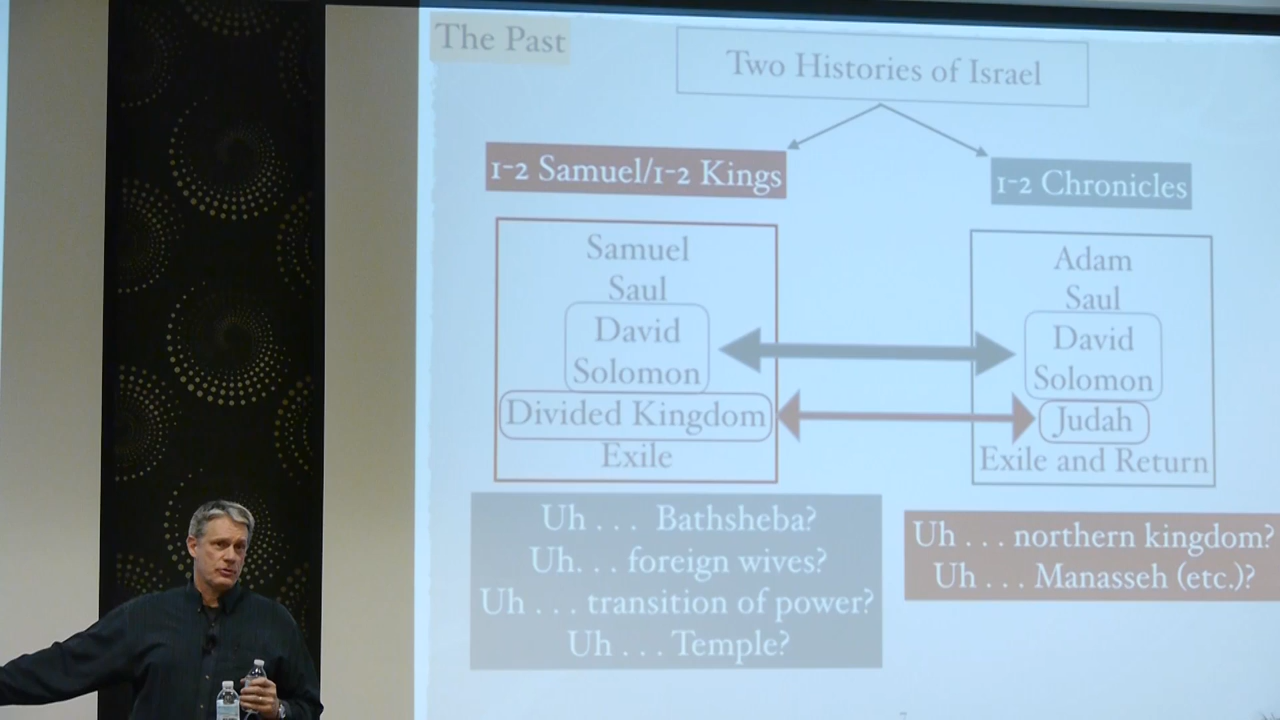 The Past
Two Histories of Israel
1-2 Samuel/1-2 Kings
1-2 Chronicles
Samuel
Saul
David
Solomon
Divided Kingdom
Exile
Adam
Saul
David
Solomon
Judah
Exile and Return
Uh . . . Bathsheba?
Uh. . . foreign wives?
Uh . . . transition of power?
Uh . . . Temple?
Uh . . . northern kingdom?
Uh . . . Manasseh (etc.)?